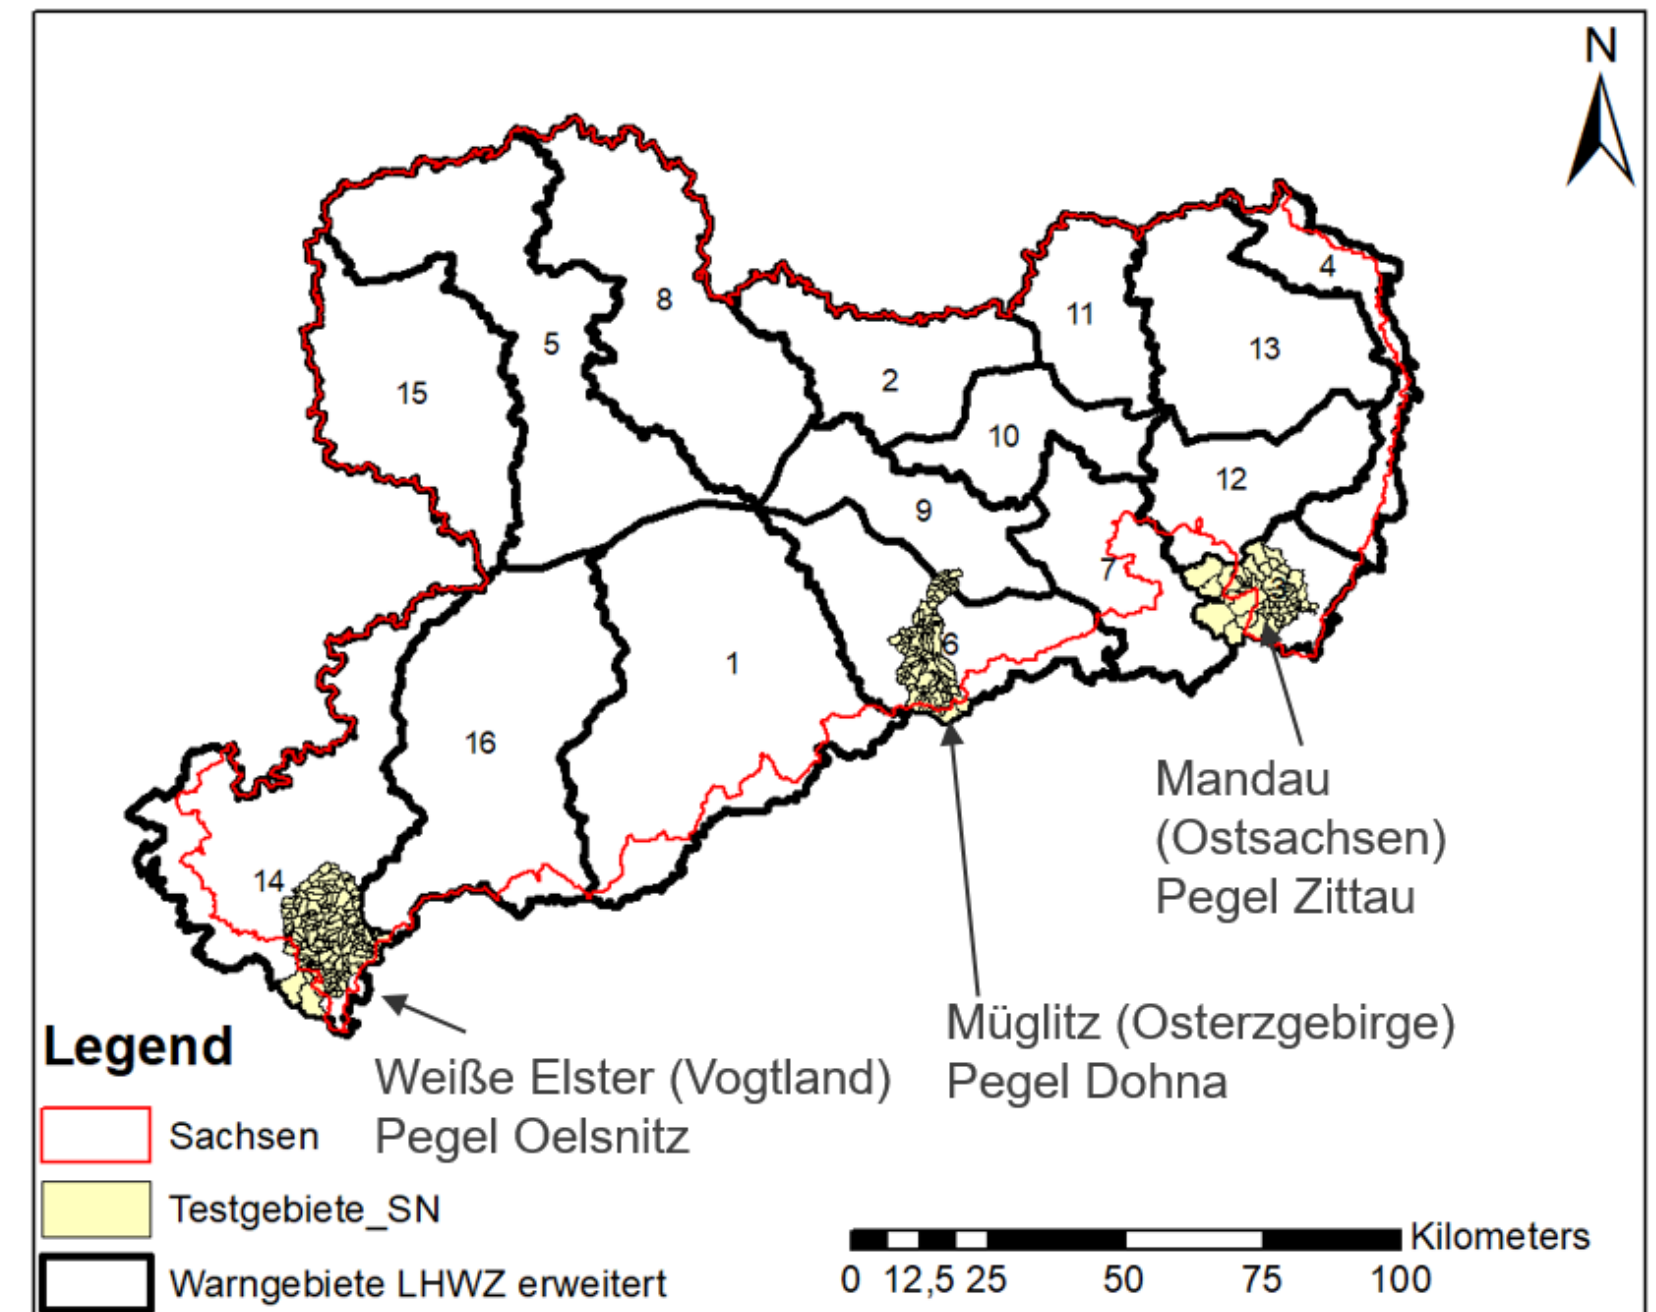 N
4
8
11
13
5
2
15
10
12
9
7
6
1
16
Mandau
(Ostsachsen)
Pegel Zittau
14
Müglitz (Osterzgebirge)
Pegel Dohna
Weiße Elster (Vogtland)
Pegel Oelsnitz
Legend
Sachsen
Testgebiete_SN
Warngebiete LHWZ erweitert
Kilometers
0 12,5 25 50 75 100